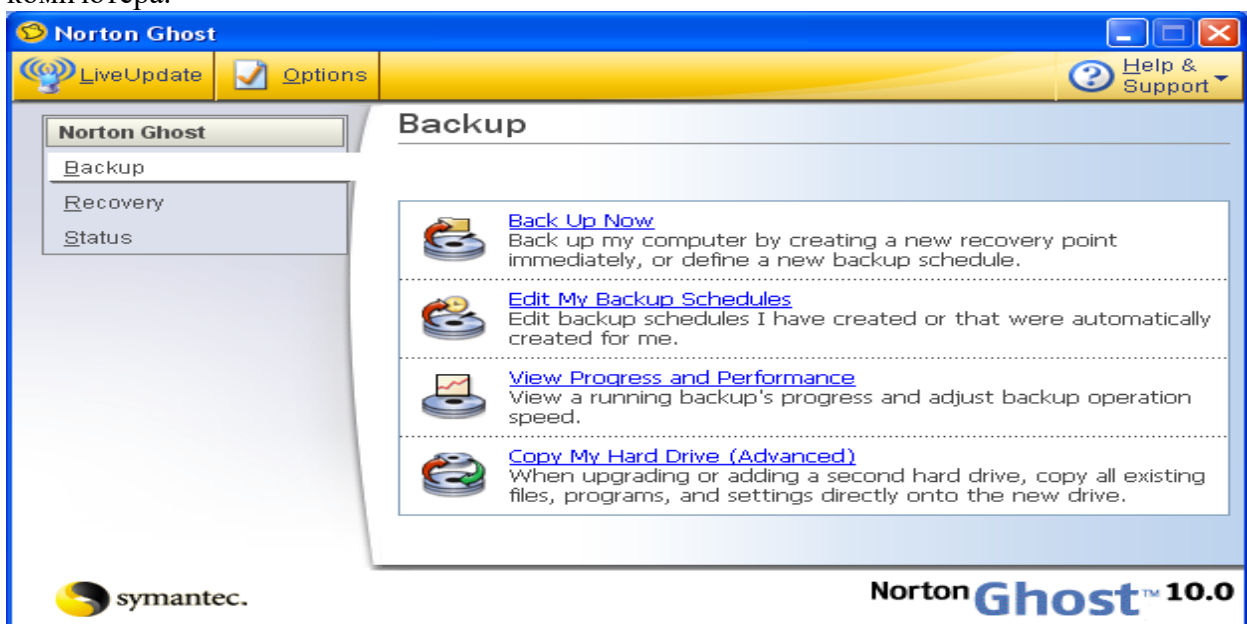 компьютера.
Norton Ghost
LiveUpdate
Options
Help &
Support
Norton Ghost
Backup
Recovery
Status
Backup
Back Up Now
Back up my computer by creating a new recovery point
immediately, or define a new backup schedule.
Edit My Backup Schedules
Edit backup schedules I have created or that were automatically
created for me.
View Progress and Performance
View a running backup's progress and adjust backup operation
speed.
Copy My Hard Drive (Advanced)
When upgrading or adding a second hard drive, copy all existing
files, programs, and settings directly onto the new drive.
symantec.
Norton Ghost™ 10.0